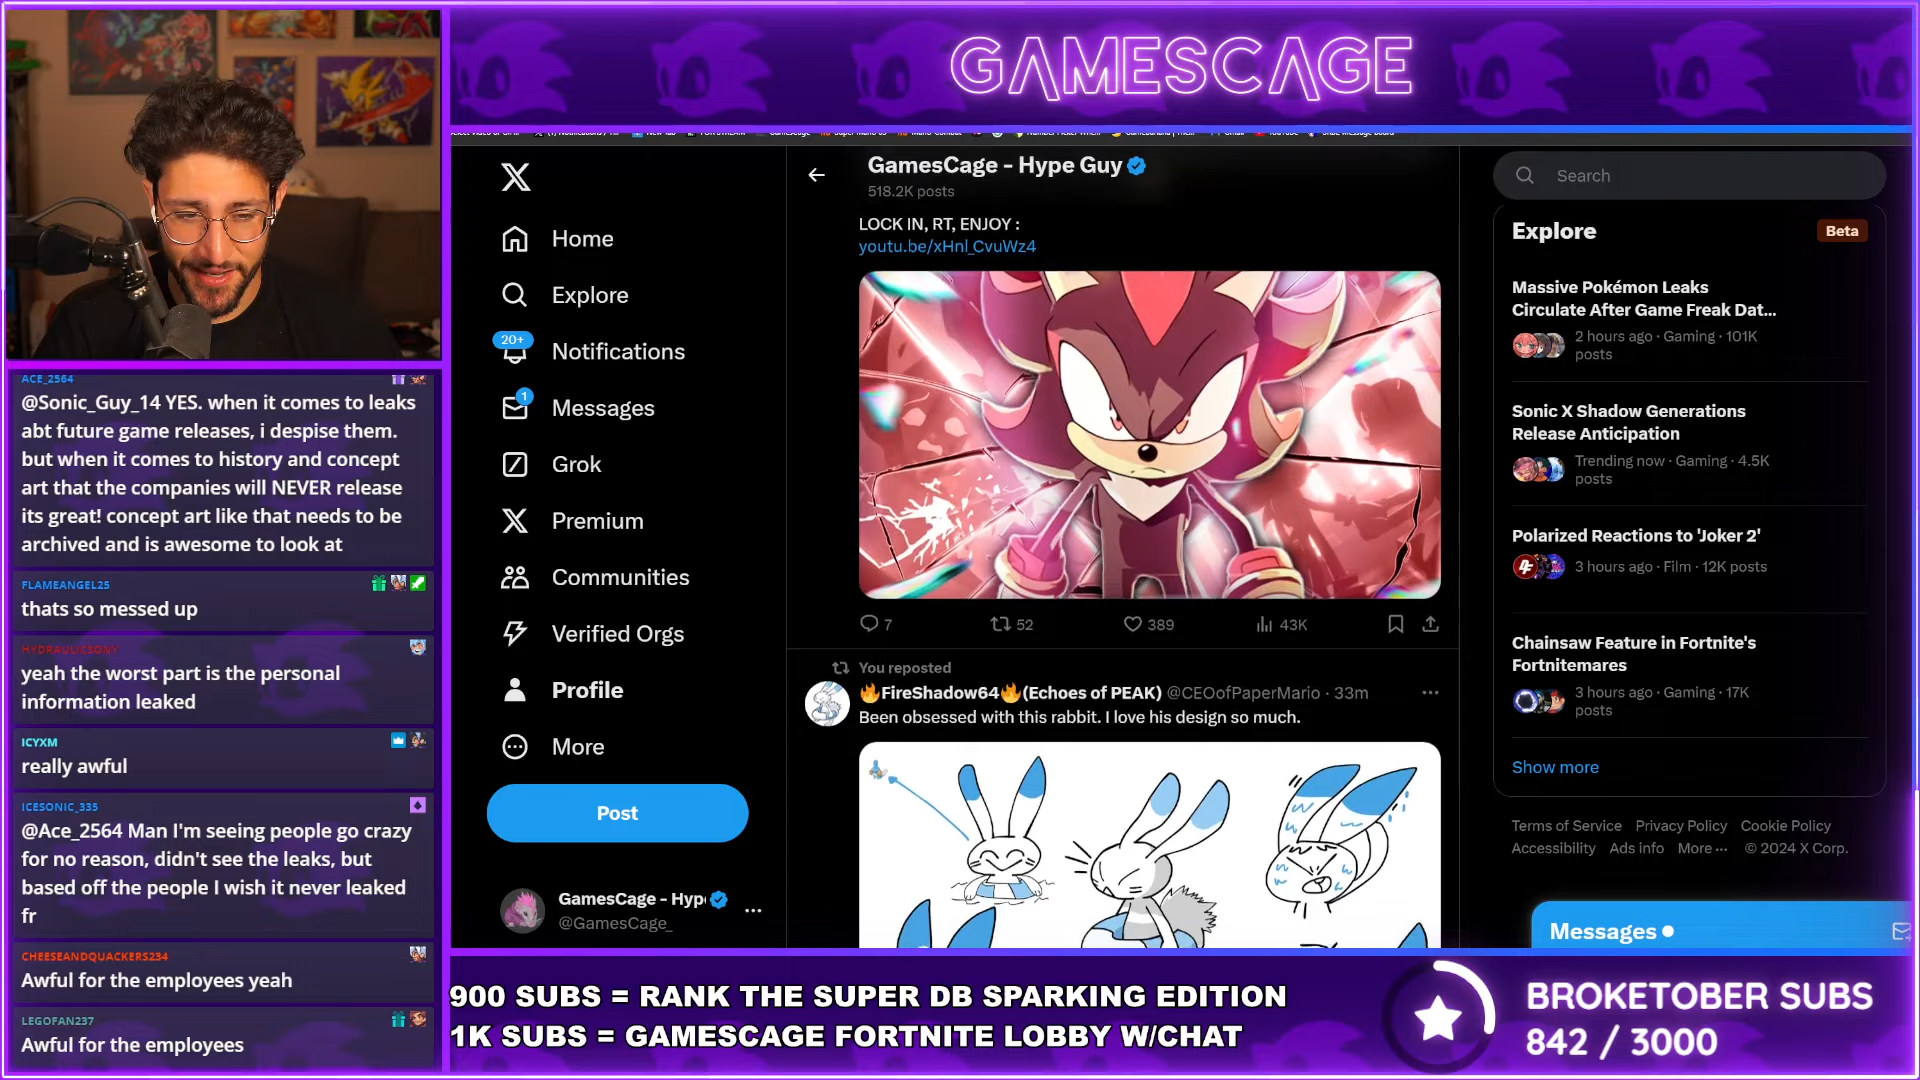 GAMESCAGE
ACE_2564
@Sonic_Guy_14 YES. when it comes to leaks
abt future game releases, i despise them.
but when it comes to history and concept
art that the companies will NEVER release
its great! concept art like that needs to be
archived and is awesome to look at
FLAMEANGEL25
thats so messed up
HYDRAULICSONY
yeah the worst part is the personal
information leaked
ICYXM
really awful
ICESONIC_335
@Ace_2564 Man I'm seeing people go crazy
for no reason, didn't see the leaks, but
based off the people I wish it never leaked
fr
CHEESEANDQUACKERS234
Awful for the employees yeah
LEGOFAN237
Awful for the employees
Home
Explore
20+
Notifications
1
Messages
Grok
Premium
Communities
Verified Orgs
Profile
More
Post
GamesCage - Hyp
@GamesCage_
GamesCage - Hype Guy
518.2K posts
LOCK IN, RT, ENJOY :
youtu.be/xHnl_CvuWz4
7
52
389
43K
You reposted
🔥FireShadow64🔥(Echoes of PEAK) @CEOofPaperMario · 33m
Been obsessed with this rabbit. I love his design so much.
Search
Explore
Beta
Massive Pokémon Leaks
Circulate After Game Freak Dat...
2 hours ago · Gaming · 101K
posts
Sonic X Shadow Generations
Release Anticipation
Trending now · Gaming · 4.5K
posts
Polarized Reactions to 'Joker 2'
3 hours ago · Film · 12K posts
Chainsaw Feature in Fortnite's
Fortnitemares
3 hours ago · Gaming · 17K
posts
Show more
Terms of Service Privacy Policy Cookie Policy
Accessibility Ads info More ··· © 2024 X Corp.
Messages
900 SUBS = RANK THE SUPER DB SPARKING EDITION
1K SUBS = GAMESCAGE FORTNITE LOBBY W/CHAT
BROKETOBER SUBS
842 / 3000